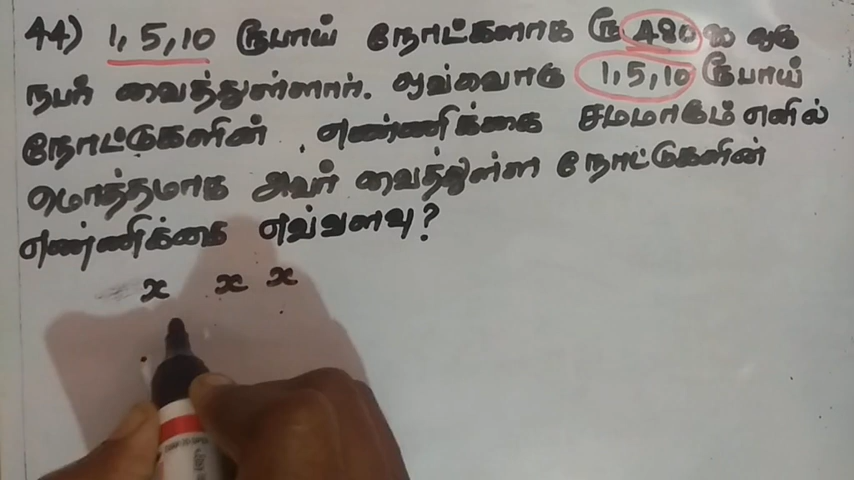 44) 1, 5, 10 ரூபாய் நோட்களாக ரூ 480 ஐ ஒரு
நபர் வைத்துள்ளார். ஒவ்வொரு 1, 5, 10 ரூபாய்
நோட்டுகளின் எண்ணிக்கை சமமாகும் எனில்
மொத்தமாக அவர் வைத்துள்ள நோட்டுகளின்
எண்ணிக்கை எவ்வளவு?
x x x